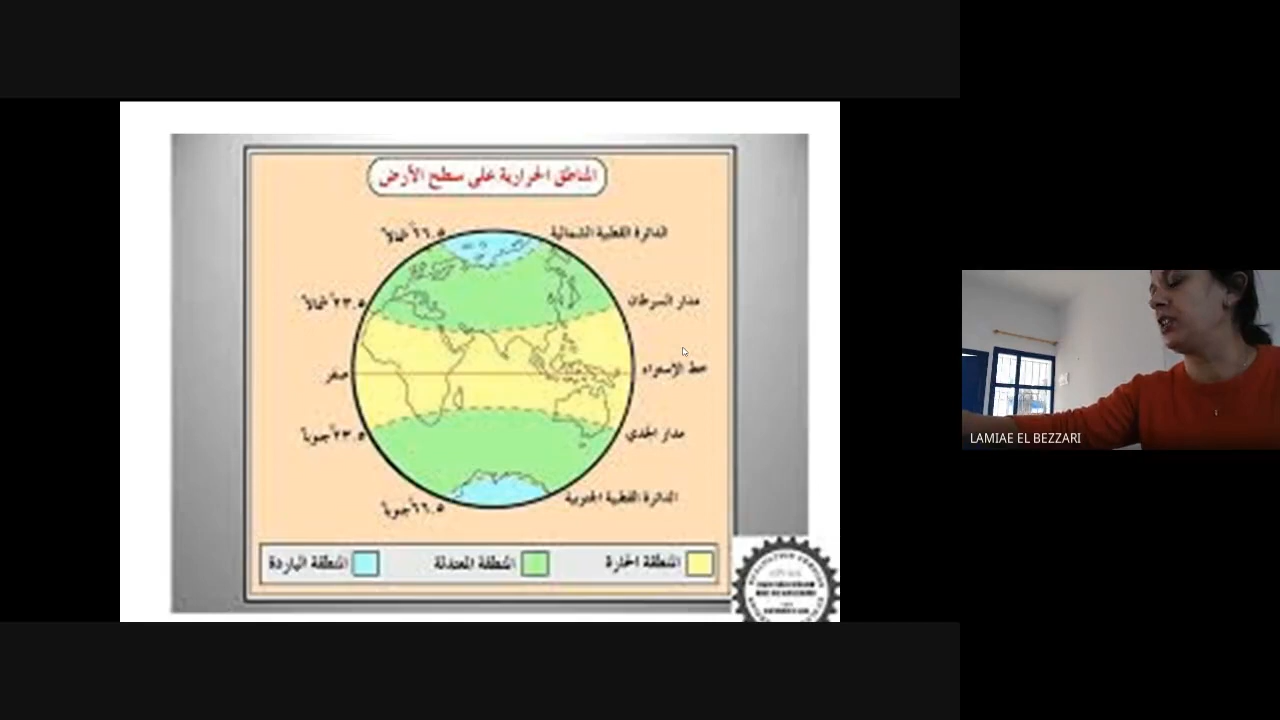 المناطق الحرارية على سطح الأرض
الدائرة القطبية الشمالية
٦٦.٥ شمالاً
مدار السرطان
٢٣.٥ شمالاً
خط الإستواء
صفر
مدار الجدي
٢٣.٥ جنوباً
الدائرة القطبية الجنوبية
٦٦.٥ جنوباً
المنطقة الحارة
المنطقة المعتدلة
المنطقة الباردة
LAMIAE EL BEZZARI